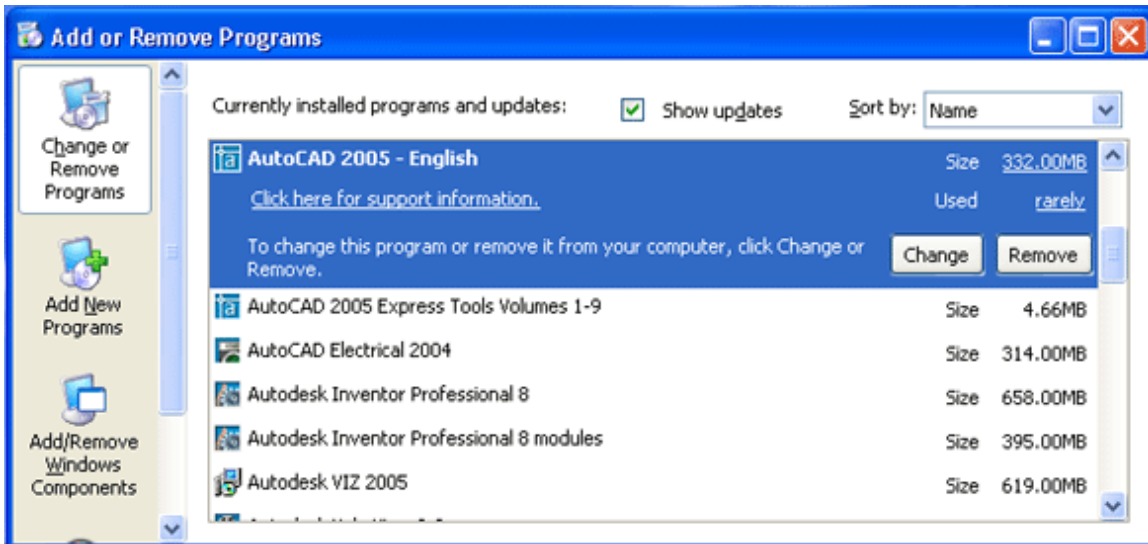 Add or Remove Programs
Change or
Remove
Programs
Add New
Programs
Add/Remove
Windows
Components
Currently installed programs and updates:
Show updates
Sort by: Name
AutoCAD 2005 - English Size 332.00MB
Click here for support information. Used rarely
To change this program or remove it from your computer, click Change or
Remove.
Change Remove
AutoCAD 2005 Express Tools Volumes 1-9 Size 4.66MB
AutoCAD Electrical 2004 Size 314.00MB
Autodesk Inventor Professional 8 Size 658.00MB
Autodesk Inventor Professional 8 modules Size 395.00MB
Autodesk VIZ 2005 Size 619.00MB